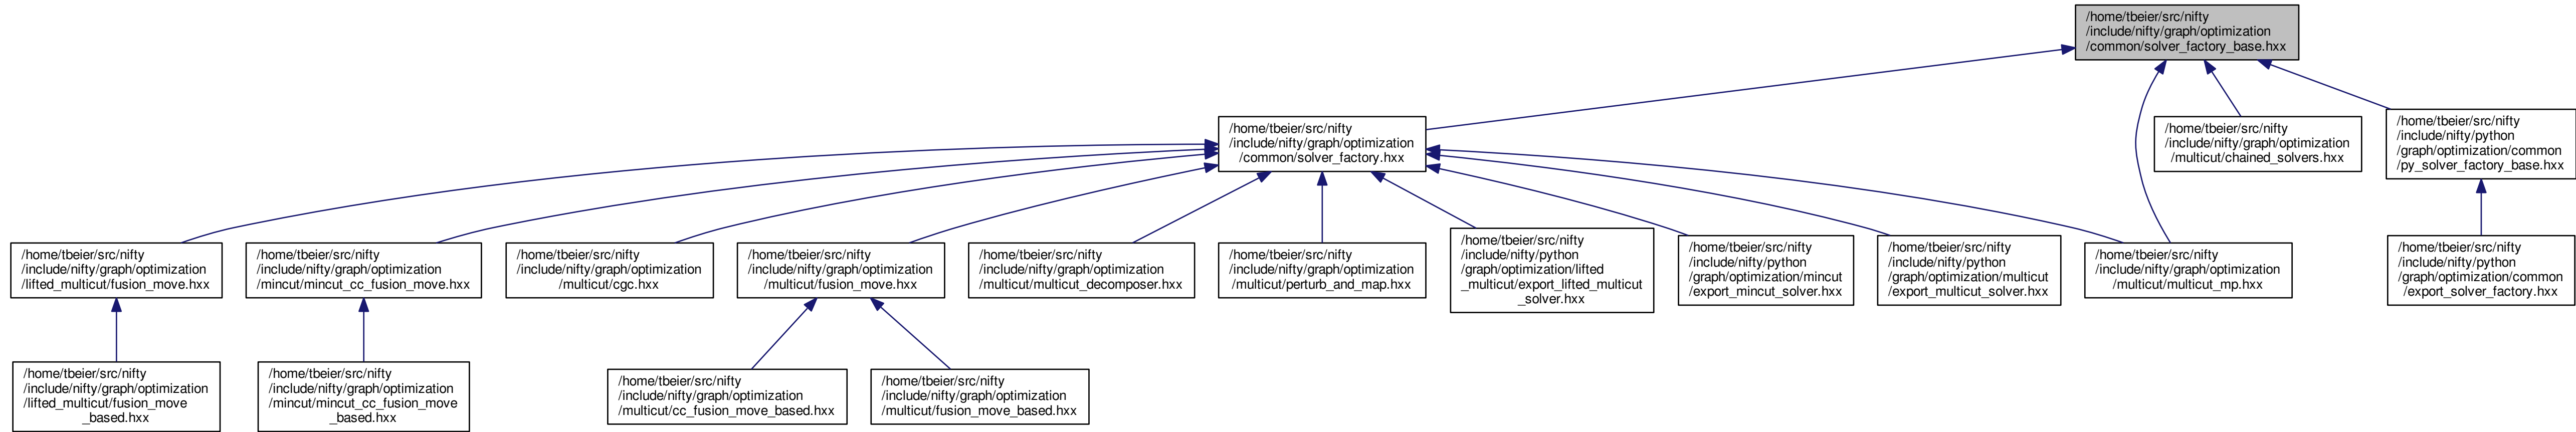 /home/tbeier/src/nifty
/include/nifty/graph/optimization
/common/solver_factory_base.hxx
/home/tbeier/src/nifty
/include/nifty/graph/optimization
/common/solver_factory.hxx
/home/tbeier/src/nifty
/include/nifty/graph/optimization
/multicut/chained_solvers.hxx
/home/tbeier/src/nifty
/include/nifty/python
/graph/optimization/common
/py_solver_factory_base.hxx
/home/tbeier/src/nifty
/include/nifty/graph/optimization
/lifted_multicut/fusion_move.hxx
/home/tbeier/src/nifty
/include/nifty/graph/optimization
/mincut/mincut_cc_fusion_move.hxx
/home/tbeier/src/nifty
/include/nifty/graph/optimization
/multicut/cgc.hxx
/home/tbeier/src/nifty
/include/nifty/graph/optimization
/multicut/fusion_move.hxx
/home/tbeier/src/nifty
/include/nifty/graph/optimization
/multicut/multicut_decomposer.hxx
/home/tbeier/src/nifty
/include/nifty/graph/optimization
/multicut/perturb_and_map.hxx
/home/tbeier/src/nifty
/include/nifty/python
/graph/optimization/lifted
_multicut/export_lifted_multicut
_solver.hxx
/home/tbeier/src/nifty
/include/nifty/python
/graph/optimization/mincut
/export_mincut_solver.hxx
/home/tbeier/src/nifty
/include/nifty/python
/graph/optimization/multicut
/export_multicut_solver.hxx
/home/tbeier/src/nifty
/include/nifty/graph/optimization
/multicut/multicut_mp.hxx
/home/tbeier/src/nifty
/include/nifty/python
/graph/optimization/common
/export_solver_factory.hxx
/home/tbeier/src/nifty
/include/nifty/graph/optimization
/lifted_multicut/fusion_move
_based.hxx
/home/tbeier/src/nifty
/include/nifty/graph/optimization
/mincut/mincut_cc_fusion_move
_based.hxx
/home/tbeier/src/nifty
/include/nifty/graph/optimization
/multicut/cc_fusion_move_based.hxx
/home/tbeier/src/nifty
/include/nifty/graph/optimization
/multicut/fusion_move_based.hxx